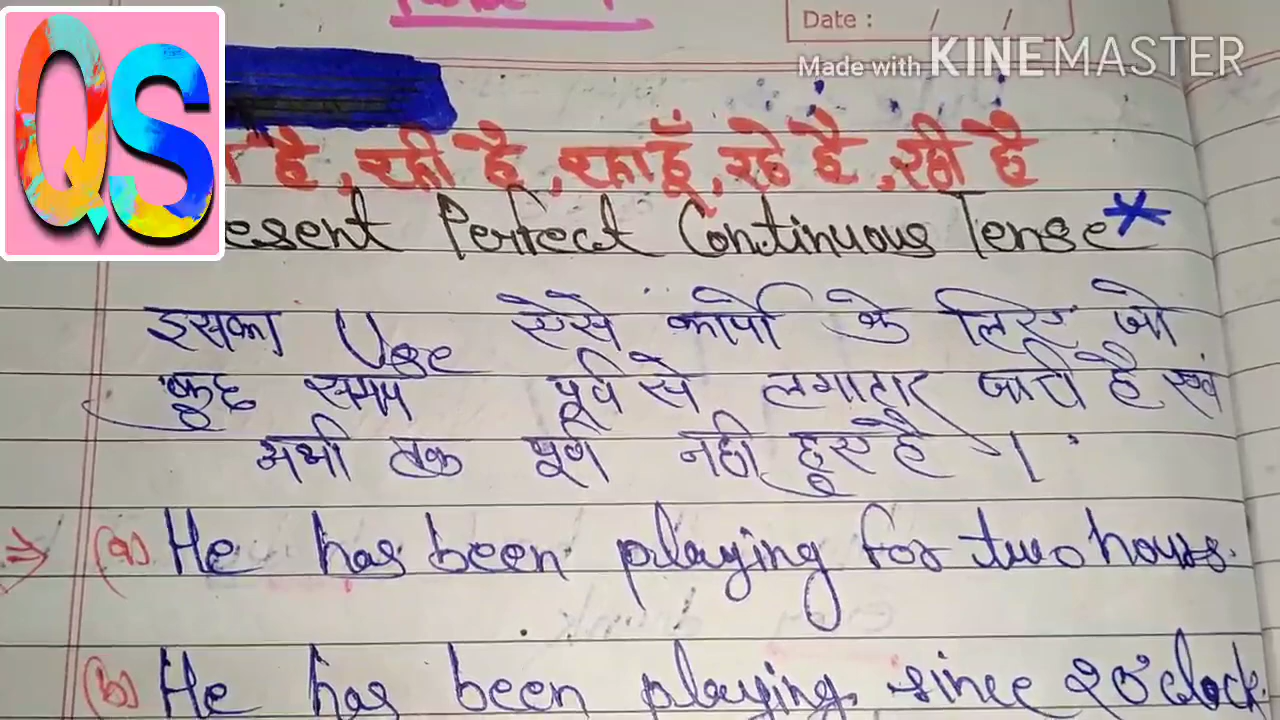 Date : / /
Made with KINEMASTER
QS
है, रही है, रहा हूँ, रहे है, रही है
esent Perfect Continuous Tense*
इसका Use ऐसे कार्यो के लिए जो
कुछ समय पूर्व से लगातार जारी है एवं
अभी तक पूर्ण नही हुए है ।
⇒ (a) He has been playing for two hours.
(b) He has been playing since 2 o'clock.